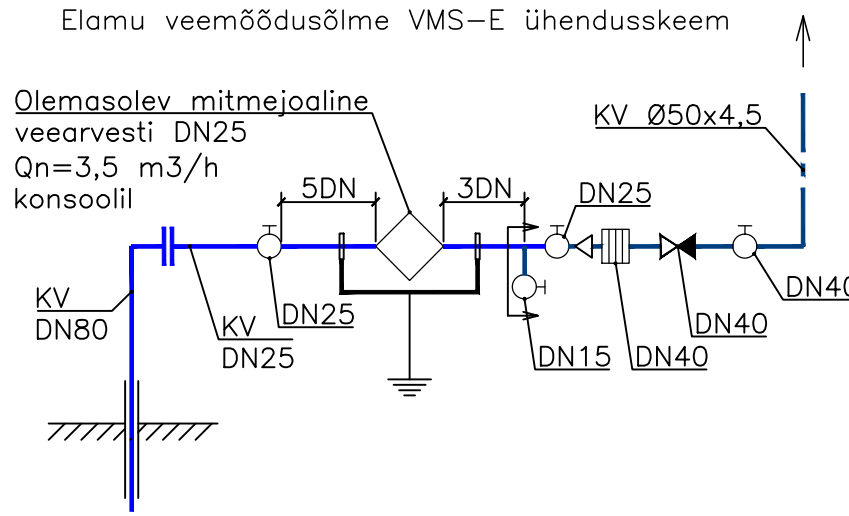 Elamu veemõõdusõlme VMS-E ühendusskeem
Olemasolev mitmejoaline
veearvesti DN25
Qn=3,5 m3/h
konsoolil
5DN
3DN
DN25
KV Ø50x4,5
KV
DN80
KV
DN25
DN25
DN15
DN40
DN40
DN40